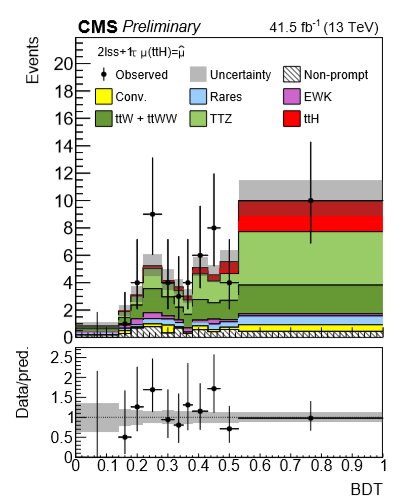 CMS Preliminary 41.5 fb⁻¹ (13 TeV)
2lss+1τ μ(ttH)=μ̂
Observed Uncertainty Non-prompt
Conv. Rares EWK
ttW + ttWW TTZ ttH
Events
20
18
16
14
12
10
8
6
4
2
0
Data/pred.
2.5
2
1.5
1
0.5
0
0 0.1 0.2 0.3 0.4 0.5 0.6 0.7 0.8 0.9 1
BDT